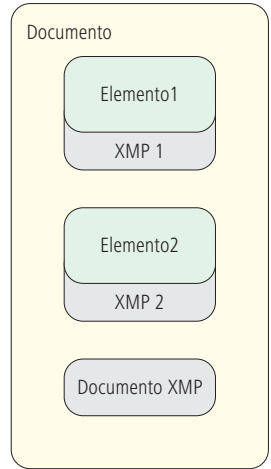 Documento
Elemento1
XMP 1
Elemento2
XMP 2
Documento XMP